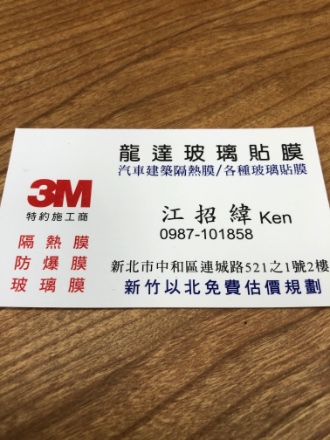 龍達玻璃貼膜
汽車建築隔熱膜/各種玻璃貼膜
3M
特約施工商
江招緯 Ken
0987-101858
隔熱膜
防爆膜
玻璃膜
新北市中和區連城路521之1號2樓
新竹以北免費估價規劃